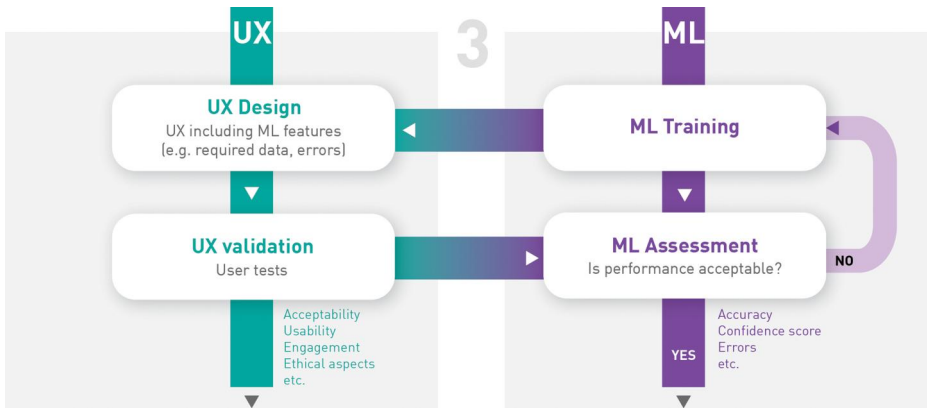 UX
3
ML
UX Design
UX including ML features
(e.g. required data, errors)
ML Training
UX validation
User tests
ML Assessment
Is performance acceptable?
NO
Acceptability
Usability
Engagement
Ethical aspects
etc.
YES
Accuracy
Confidence score
Errors
etc.